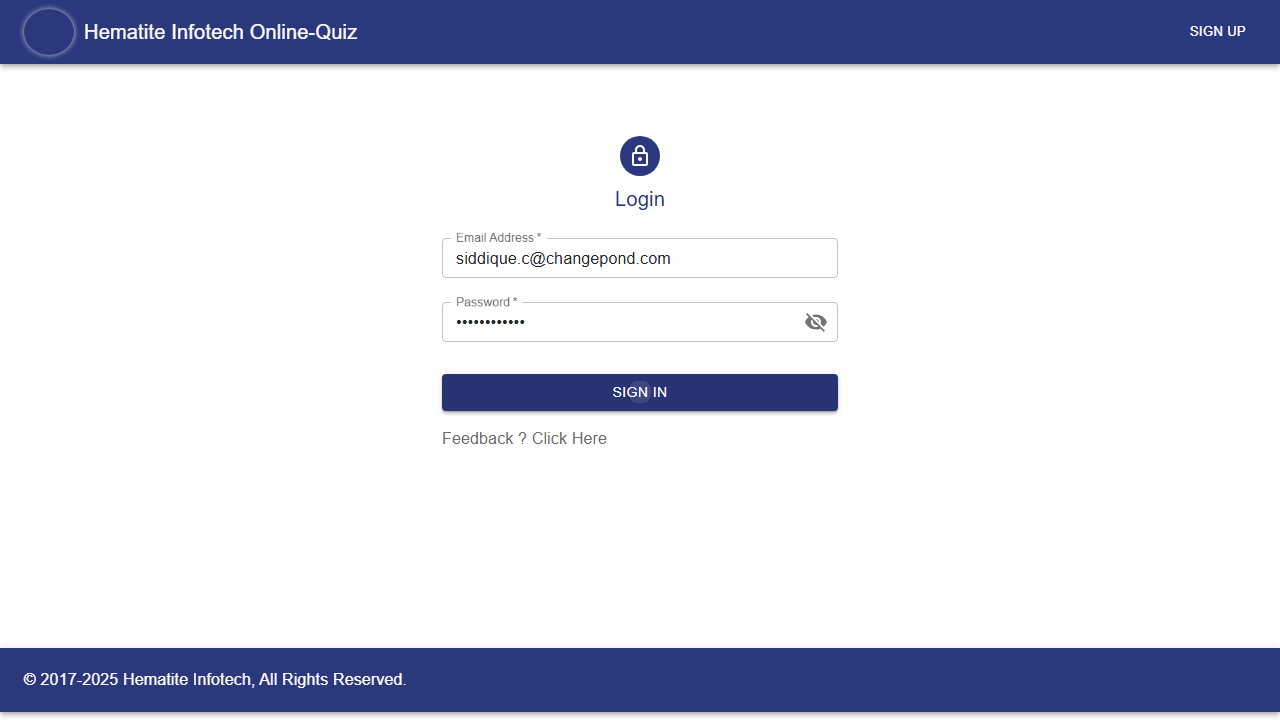 Hematite Infotech Online-Quiz
SIGN UP
Login
Email Address *
siddique.c@changepond.com
Password *
••••••••••••
SIGN IN
Feedback ? Click Here
© 2017-2025 Hematite Infotech, All Rights Reserved.